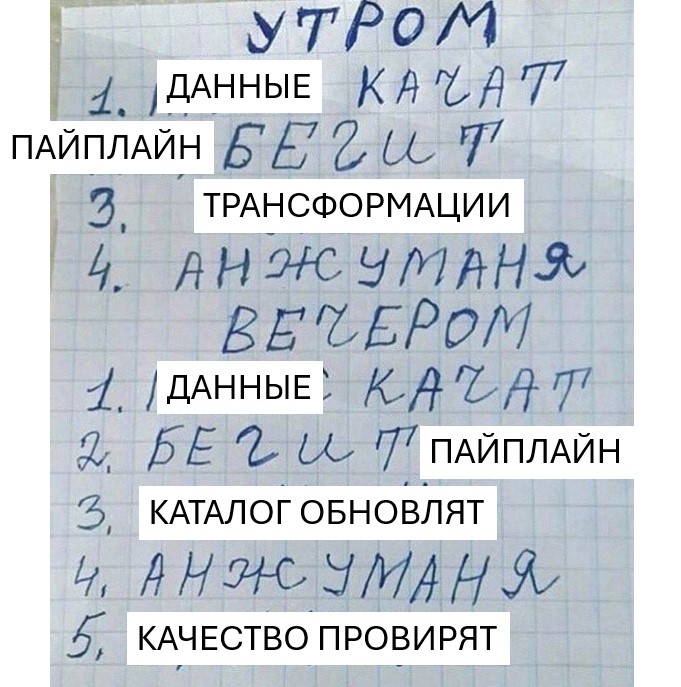 УТРОМ
1. ДАННЫЕ КАЧАТ
ПАЙПЛАЙН БЕГИТ
3. ТРАНСФОРМАЦИИ
4. АНЖУМАНЯ
ВЕЧЕРОМ
1. ДАННЫЕ КАЧАТ
2. БЕГИТ ПАЙПЛАЙН
3. КАТАЛОГ ОБНОВЛЯТ
4. АНЖУМАНЯ
5. КАЧЕСТВО ПРОВИРЯТ